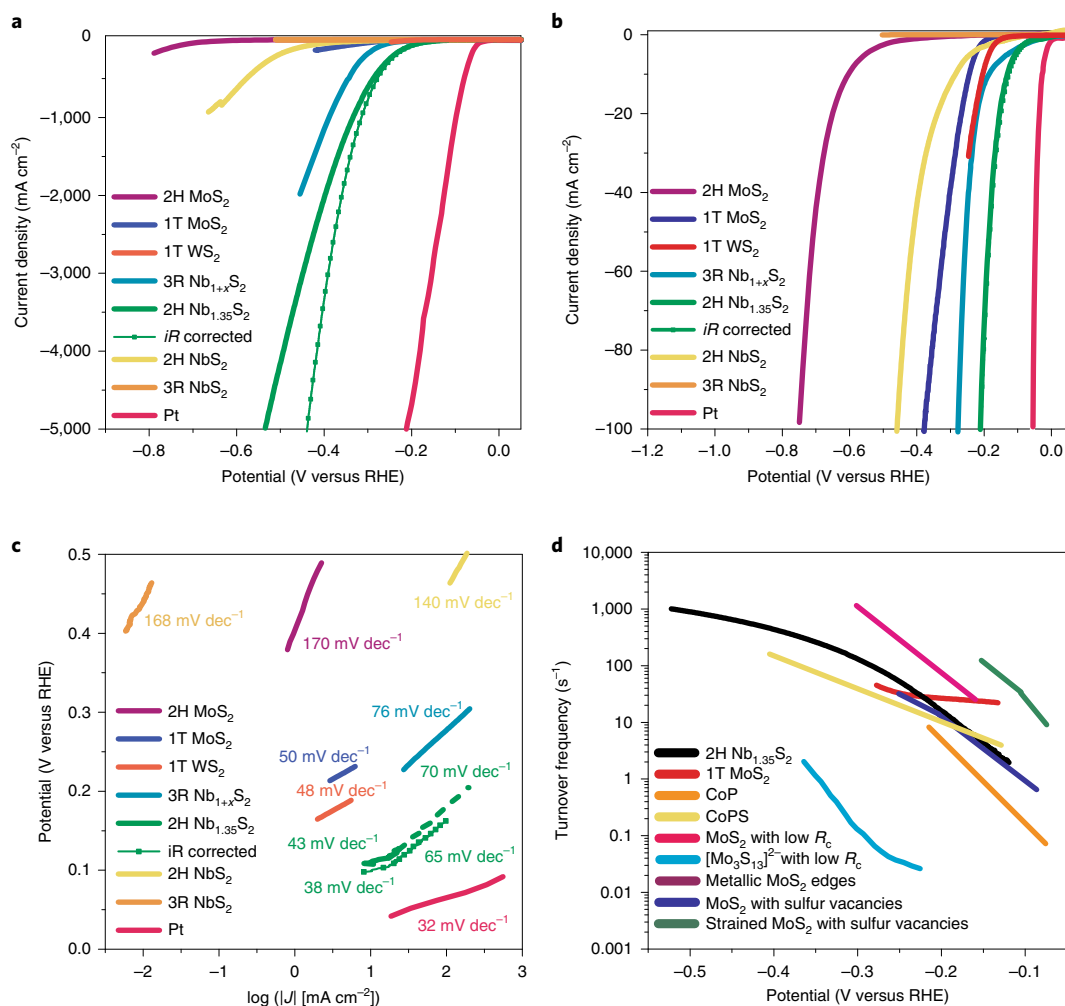 a
0
−1,000
−2,000
−3,000
−4,000
−5,000
Current density (mA cm⁻²)
2H MoS₂
1T MoS₂
1T WS₂
3R Nb₁₊ₓS₂
2H Nb₁.₃₅S₂
iR corrected
2H NbS₂
3R NbS₂
Pt
−0.8 −0.6 −0.4 −0.2 0.0
Potential (V versus RHE)
b
0
−20
−40
−60
−80
−100
Current density (mA cm⁻²)
2H MoS₂
1T MoS₂
1T WS₂
3R Nb₁₊ₓS₂
2H Nb₁.₃₅S₂
iR corrected
2H NbS₂
3R NbS₂
Pt
−1.2 −1.0 −0.8 −0.6 −0.4 −0.2 0.0
Potential (V versus RHE)
c
0.5
0.4
0.3
0.2
0.1
0.0
Potential (V versus RHE)
168 mV dec⁻¹
170 mV dec⁻¹
140 mV dec⁻¹
76 mV dec⁻¹
50 mV dec⁻¹
48 mV dec⁻¹
70 mV dec⁻¹
43 mV dec⁻¹
65 mV dec⁻¹
38 mV dec⁻¹
32 mV dec⁻¹
2H MoS₂
1T MoS₂
1T WS₂
3R Nb₁₊ₓS₂
2H Nb₁.₃₅S₂
iR corrected
2H NbS₂
3R NbS₂
Pt
−2 −1 0 1 2 3
log (|J| [mA cm⁻²])
d
10,000
1,000
100
10
1
0.1
0.01
0.001
Turnover frequency (s⁻¹)
2H Nb₁.₃₅S₂
1T MoS₂
CoP
CoPS
MoS₂ with low R꜀
[Mo₃S₁₃]²⁻with low R꜀
Metallic MoS₂ edges
MoS₂ with sulfur vacancies
Strained MoS₂ with sulfur vacancies
−0.5 −0.4 −0.3 −0.2 −0.1
Potential (V versus RHE)